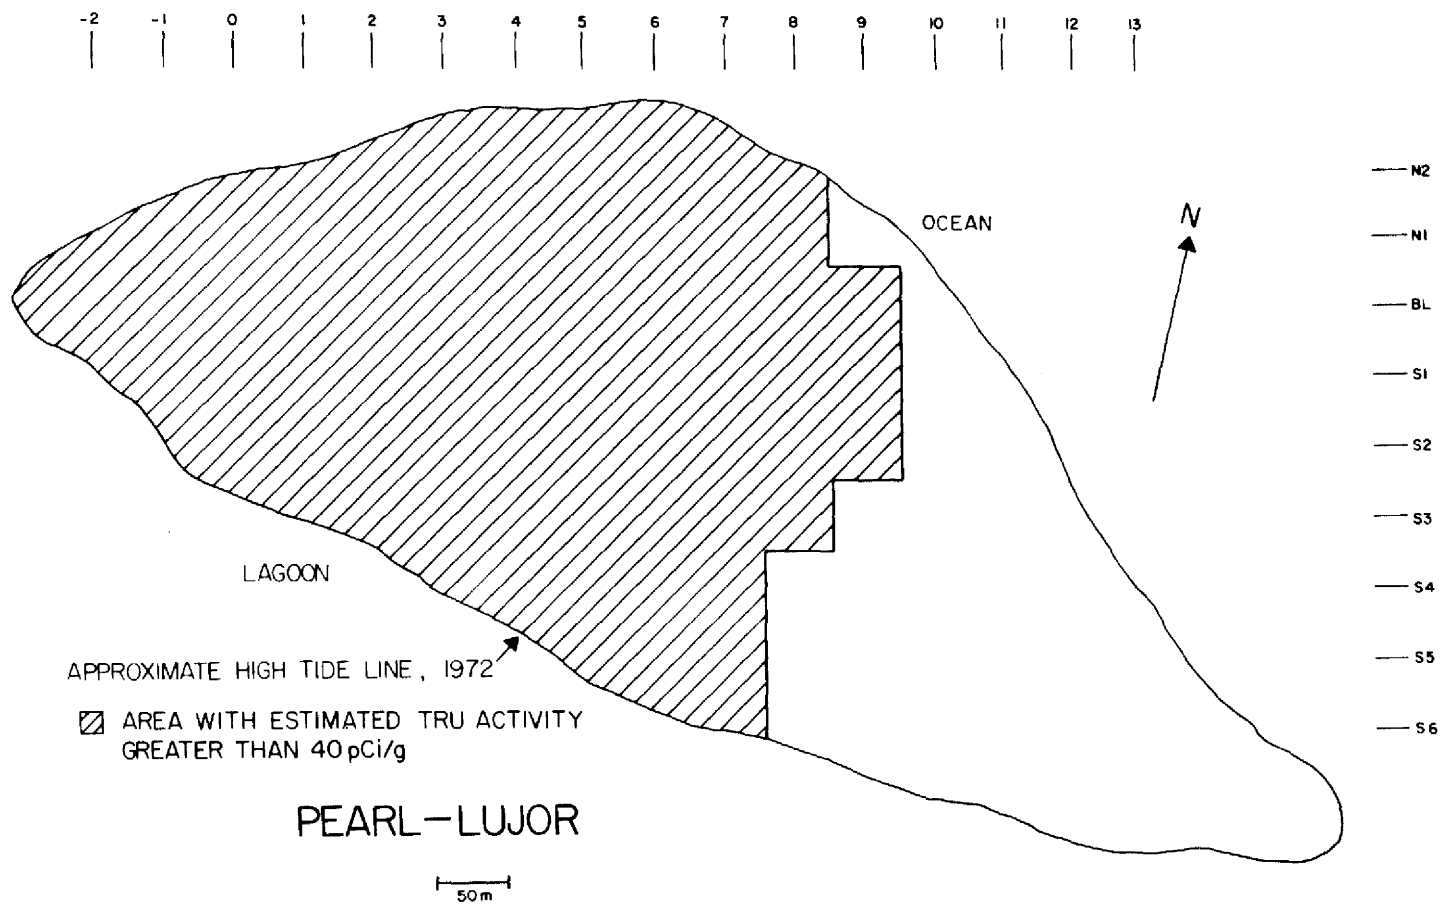 -2 -1 0 1 2 3 4 5 6 7 8 9 10 11 12 13
N2
OCEAN
N
N1
BL
S1
S2
S3
LAGOON
S4
APPROXIMATE HIGH TIDE LINE, 1972
S5
AREA WITH ESTIMATED TRU ACTIVITY
GREATER THAN 40 pCi/g
S6
PEARL-LUJOR
50 m